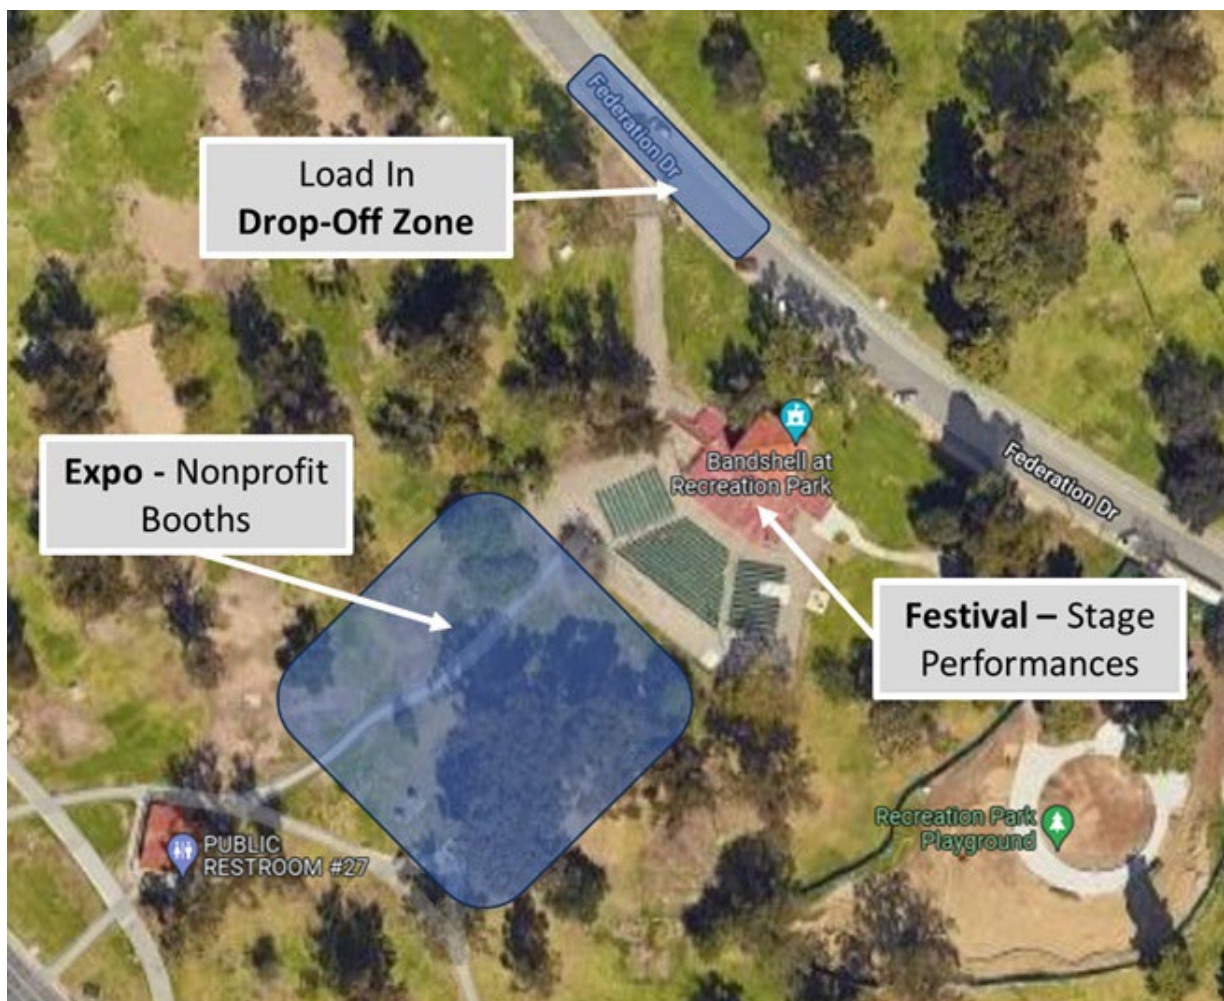 Federation Dr
Load In
Drop-Off Zone
Expo - Nonprofit
Booths
Bandshell at
Recreation Park
Federation Dr
Festival – Stage
Performances
Recreation Park
Playground
PUBLIC
RESTROOM #27